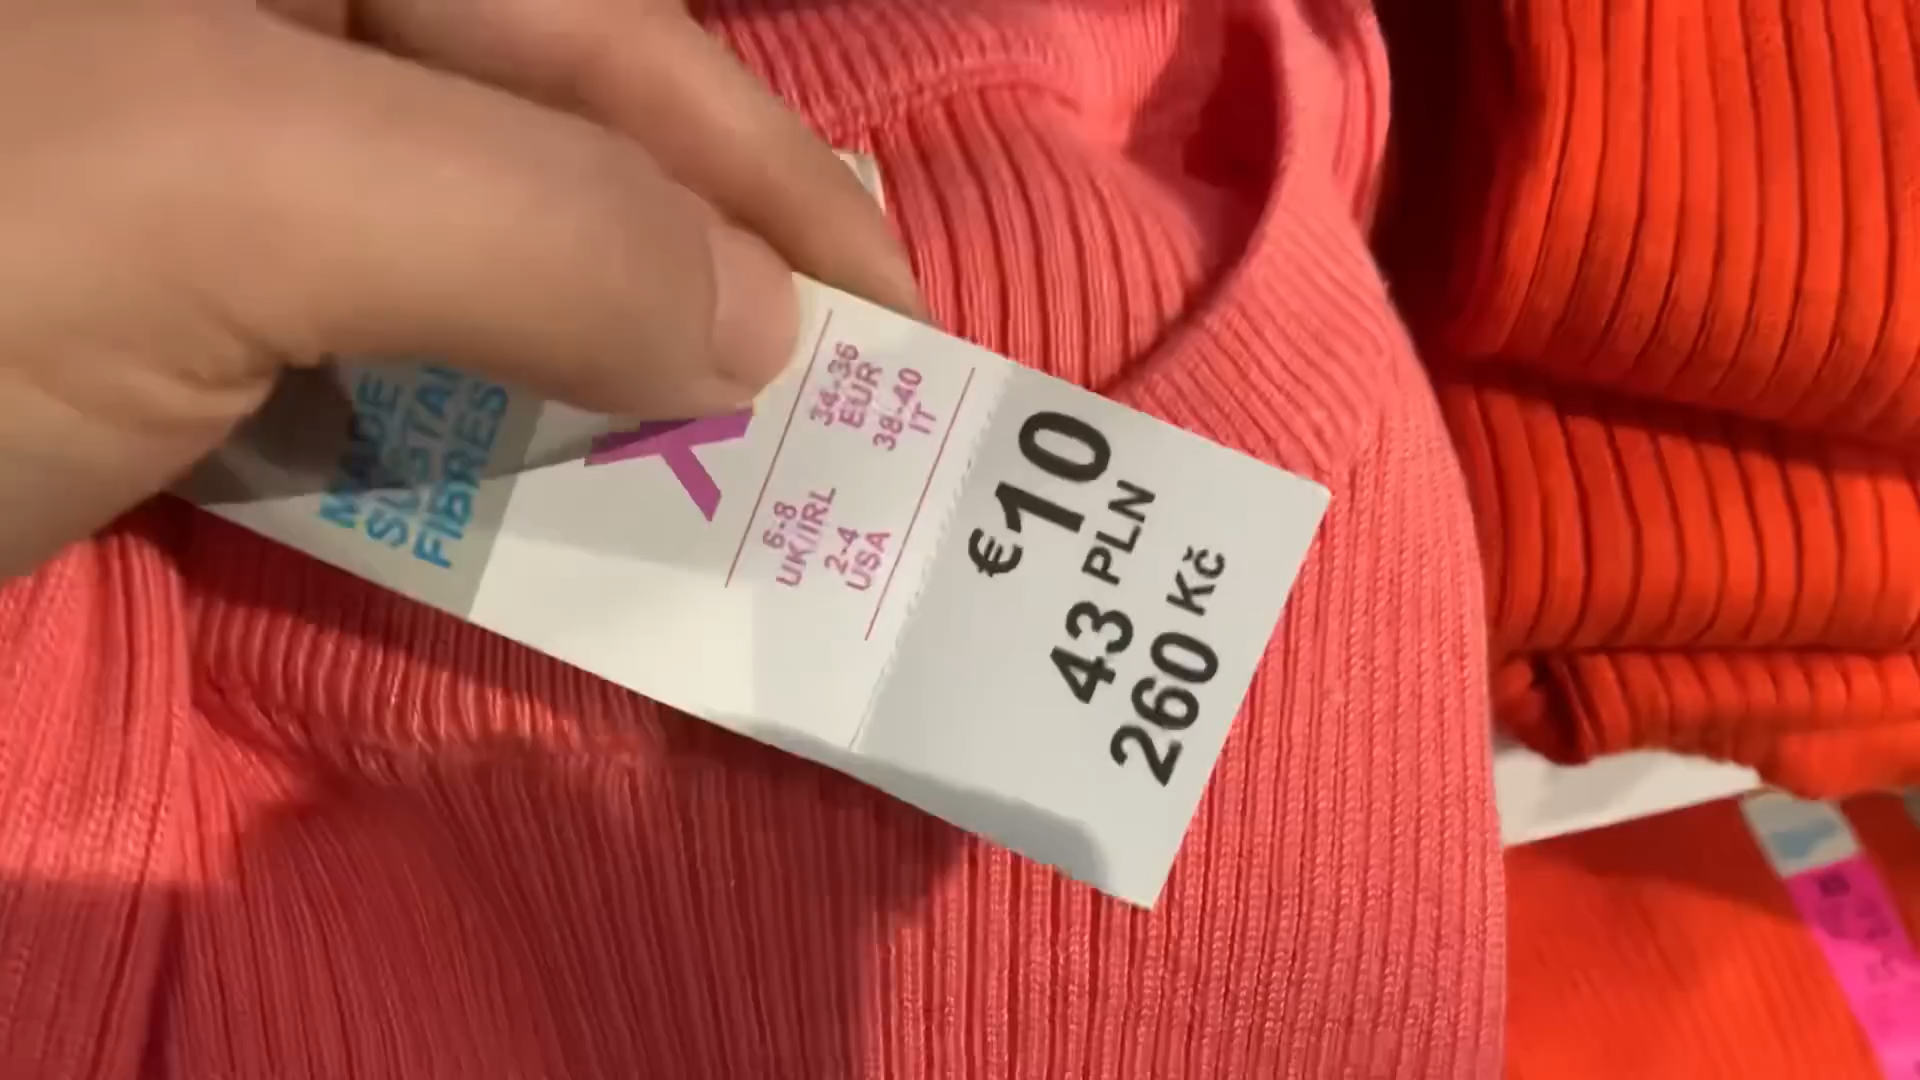 FIBRES
34-36
EUR
38-40
IT
6-8
UK/IRL
2-4
USA
€10
43 PLN
260 Kč